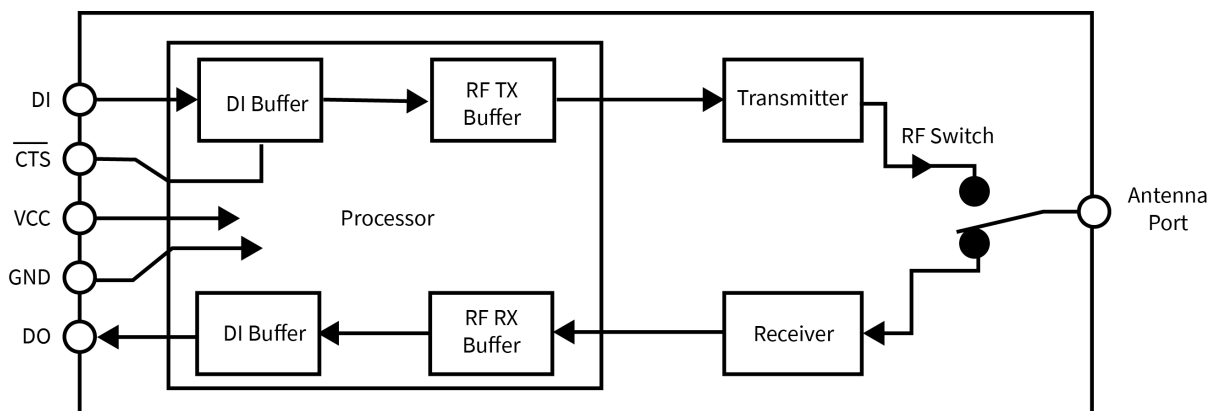 DI
DI Buffer
RF TX
Buffer
Transmitter
RF Switch
CTS
VCC
Processor
Antenna
Port
GND
DO
DI Buffer
RF RX
Buffer
Receiver